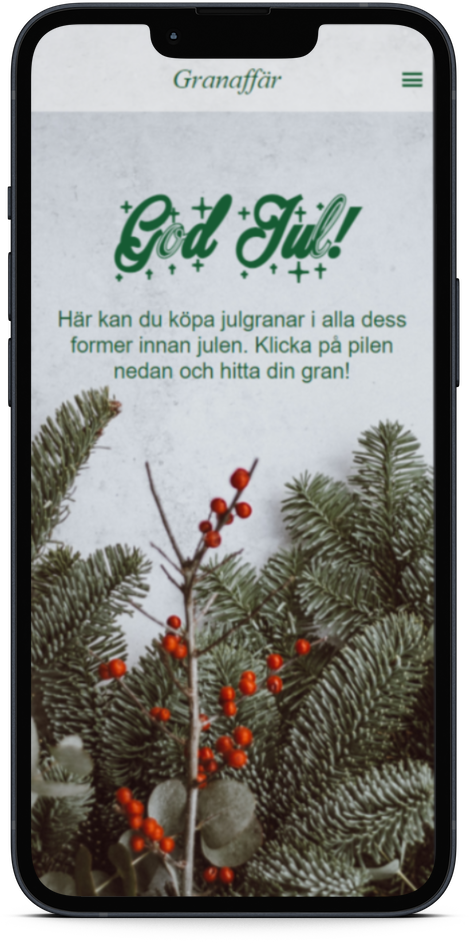 Granaffär
God Jul!
Här kan du köpa julgranar i alla dess
former innan julen. Klicka på pilen
nedan och hitta din gran!